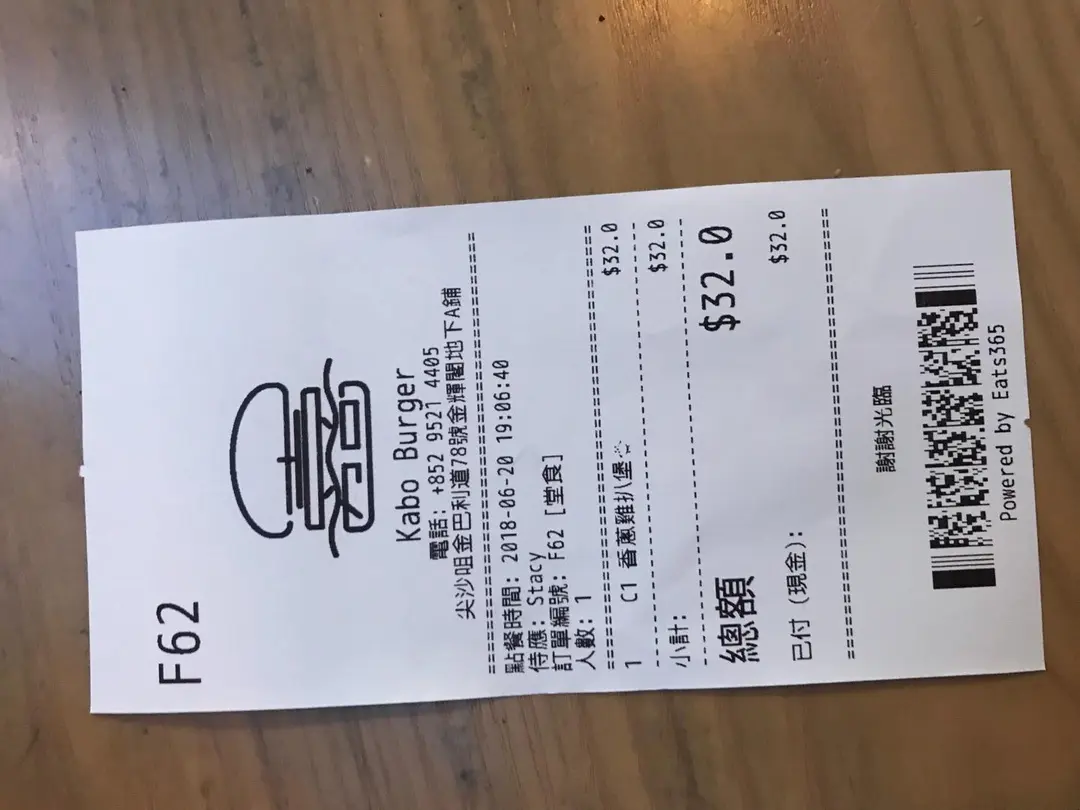 F62
Kabo Burger
電話: +852 9521 4405
尖沙咀金巴利道78號金輝閣地下A鋪
點餐時間: 2018-06-20 19:06:40
侍應: Stacy
訂單編號: F62 [堂食]
人數: 1
1 C1 香蔥雞扒堡 $32.0
小計: $32.0
總額 $32.0
已付 (現金): $32.0
謝謝光臨
Powered by Eats365